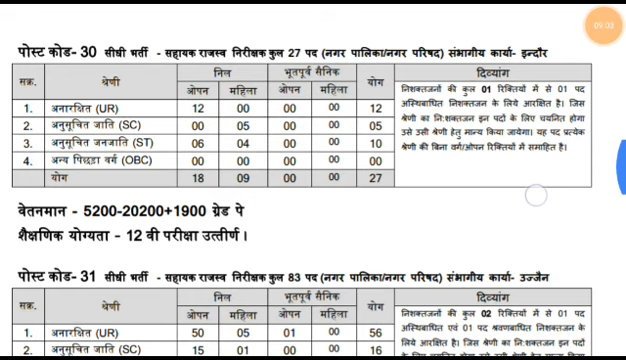 09:03
पोस्ट कोड- 30 सीधी भर्ती - सहायक राजस्व निरीक्षक कुल 27 पद (नगर पालिका/नगर परिषद) संभागीय कार्या- इन्दौर
सक्र. श्रेणी निल भूतपूर्व सैनिक योग दिव्यांग
ओपन महिला ओपन महिला
1. अनारक्षित (UR) 12 00 00 00 12
2. अनुसूचित जाति (SC) 00 05 00 00 05
3. अनुसूचित जनजाति (ST) 06 04 00 00 10
4. अन्य पिछड़ा वर्ग (OBC) 00 00 00 00 00
योग 18 09 00 00 27
निशक्तजनों की कुल 01 रिक्तियों में से 01 पद
अस्थिबाधित निशक्तजन के लिये आरक्षित है। जिस
श्रेणी का नि:शक्तजन इन पदों के लिए चयनित होगा
उसे उसी श्रेणी हेतु मान्य किया जायेगा। यह पद प्रत्येक
श्रेणी की बिना वर्ग/ओपन रिक्तियों में समाहित है।
वेतनमान - 5200-20200+1900 ग्रेड पे
शैक्षणिक योग्यता - 12 वी परीक्षा उत्तीर्ण।
पोस्ट कोड- 31 सीधी भर्ती - सहायक राजस्व निरीक्षक कुल 83 पद (नगर पालिका/नगर परिषद) संभागीय कार्या- उज्जैन
सक्र. श्रेणी निल भूतपूर्व सैनिक योग दिव्यांग
ओपन महिला ओपन महिला
1. अनारक्षित (UR) 50 05 01 00 56
2. अनुसूचित जाति (SC) 15 01 00 00 16
निशक्तजनों की कुल 02 रिक्तियों में से 01 पद
अस्थिबाधित एवं 01 पद श्रवणबाधित निशक्तजन के
लिये आरक्षित है। जिस श्रेणी का नि:शक्तजन इन पदों